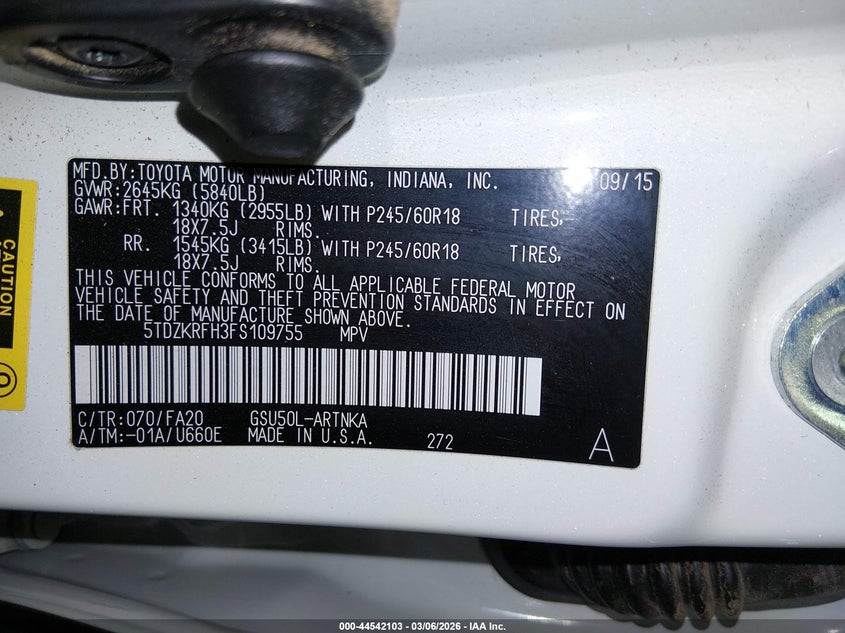 MFD.BY:TOYOTA MOTOR MANUFACTURING, INDIANA, INC. 09/15
GVWR:2645KG (5840LB)
GAWR:FRT. 1340KG (2955LB) WITH P245/60R18 TIRES,
18X7.5J RIMS.
RR. 1545KG (3415LB) WITH P245/60R18 TIRES,
18X7.5J RIMS.
THIS VEHICLE CONFORMS TO ALL APPLICABLE FEDERAL MOTOR
VEHICLE SAFETY AND THEFT PREVENTION STANDARDS IN EFFECT ON
THE DATE OF MANUFACTURE SHOWN ABOVE.
5TDZKRFH3FS109755 MPV
C/TR:070/FA20 GSU50L-ARTNKA
A/TM:-01A/U660E MADE IN U.S.A. 272 A
CAUTION
000-44542103 - 03/06/2026 - IAA Inc.